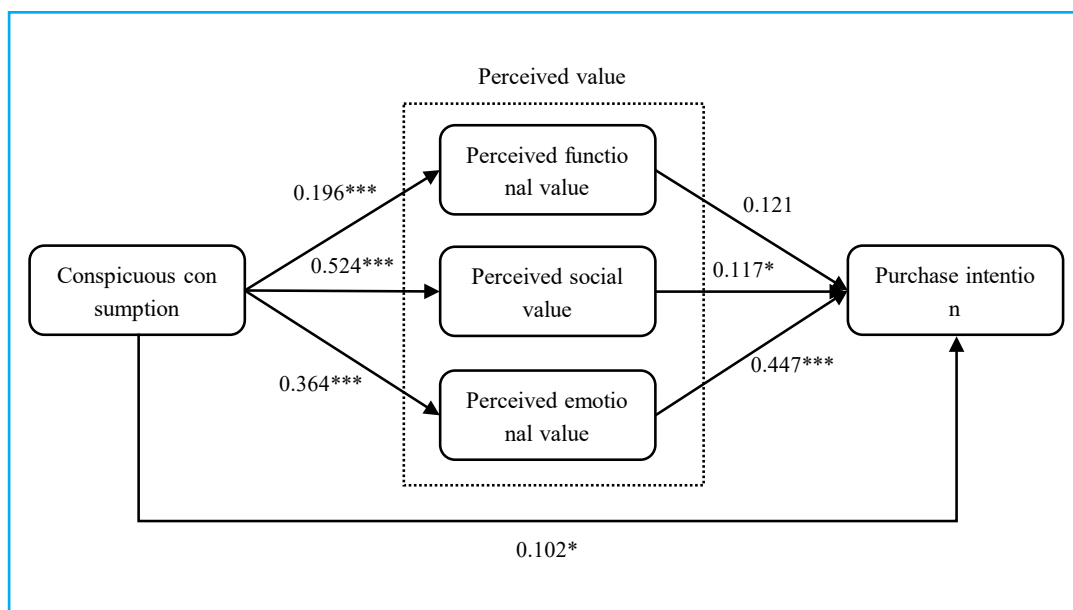 Perceived value
Perceived functio
nal value
0.196***
0.121
Conspicuous con
sumption
0.524***
Perceived social
value
0.117*
Purchase intentio
n
0.364***
Perceived emotio
nal value
0.447***
0.102*